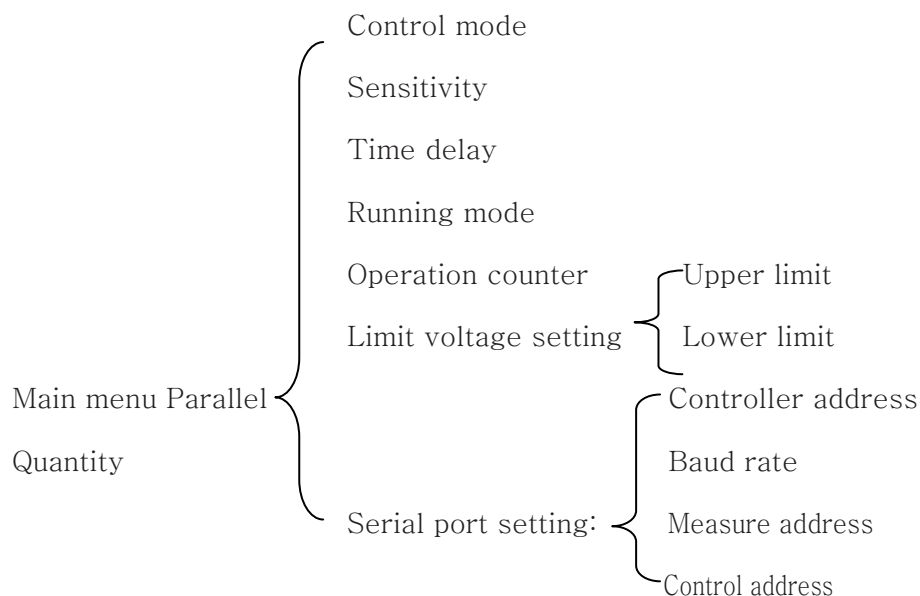 Control mode
Sensitivity
Time delay
Running mode
Operation counter
Upper limit
Limit voltage setting
Lower limit
Main menu Parallel
Controller address
Quantity
Baud rate
Serial port setting:
Measure address
Control address